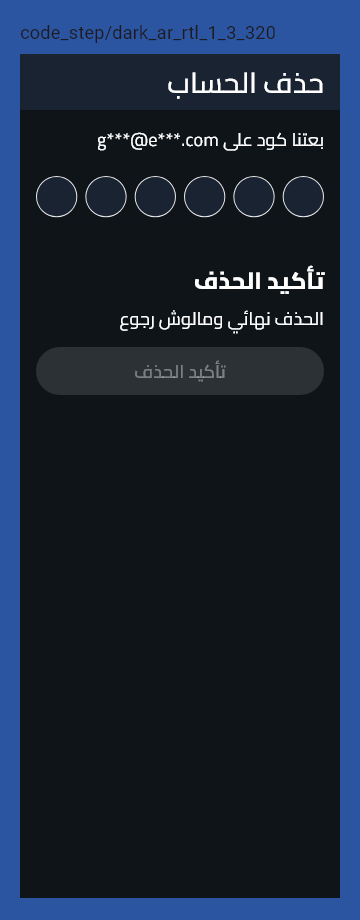 code_step/dark_ar_rtl_1_3_320
حذف الحساب
بعتنا كود على g***@e***.com
تأكيد الحذف
الحذف نهائي ومالوش رجوع
تأكيد الحذف